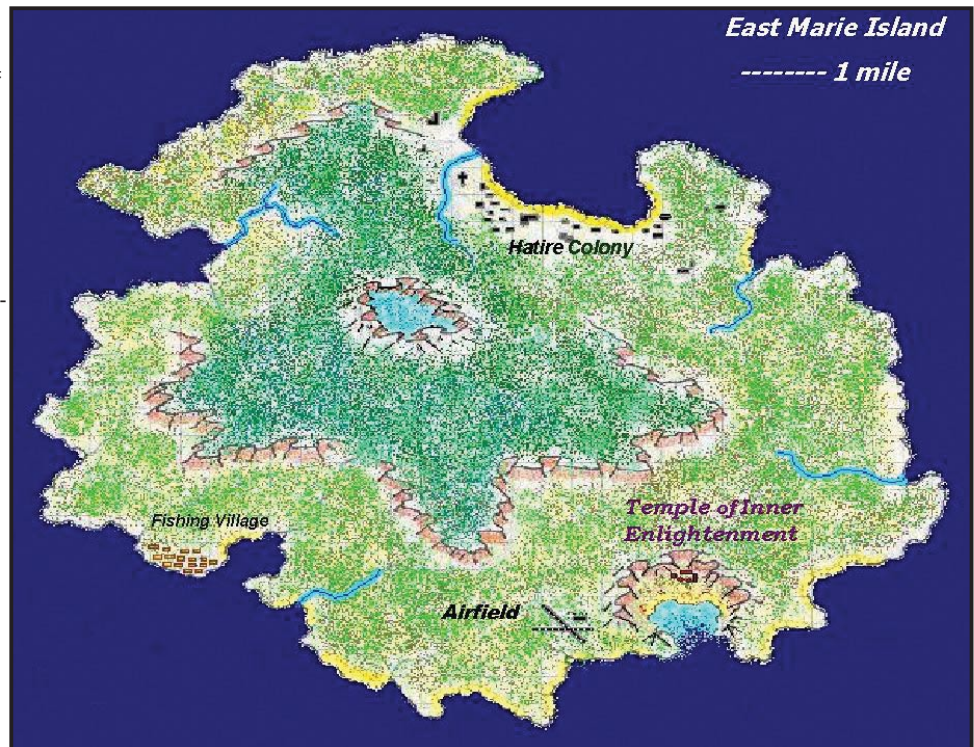 East Marie Island
-------- 1 mile
Hatire Colony
Fishing Village
Temple of Inner
Enlightenment
Airfield